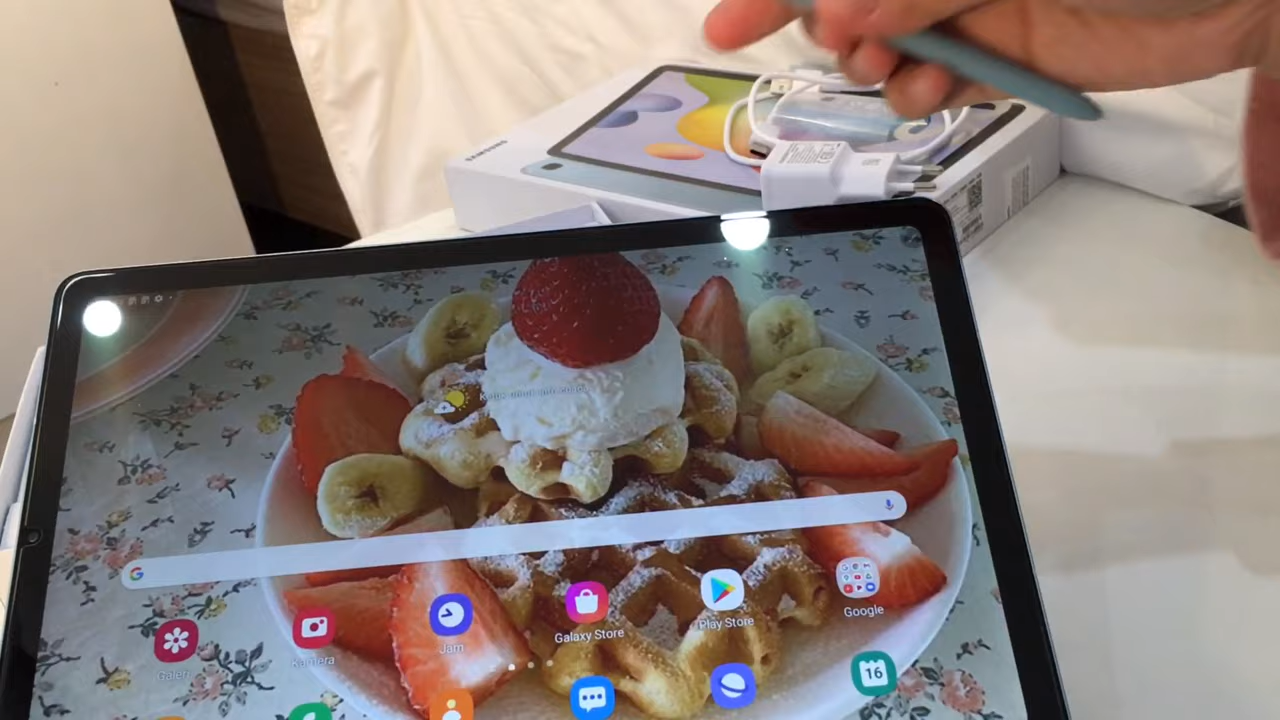 SAMSUNG
Galaxy Store
Play Store
Google
Jam
Kamera
Galeri
16